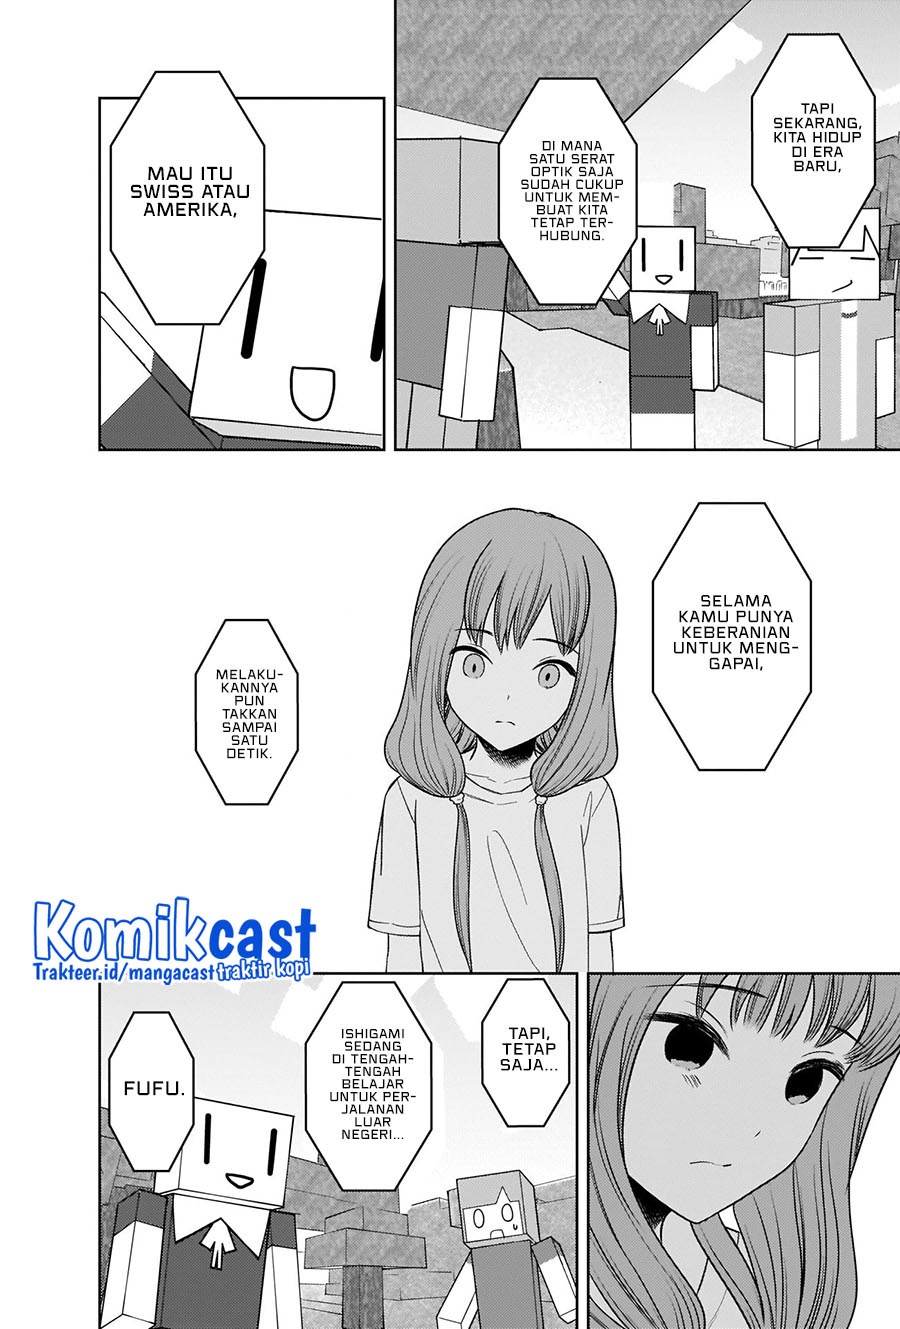 TAPI
SEKARANG,
KITA HIDUP
DI ERA
BARU,
DI MANA
SATU SERAT
OPTIK SAJA
SUDAH CUKUP
UNTUK MEM-
BUAT KITA
TETAP TER-
HUBUNG.
MAU ITU
SWISS ATAU
AMERIKA,
SELAMA
KAMU PUNYA
KEBERANIAN
UNTUK MENG-
GAPAI,
MELAKU-
KANNYA
PUN
TAKKAN
SAMPAI
SATU
DETIK.
Komikcast
Trakteer.id/mangacast traktir kopi
TAPI,
TETAP
SAJA...
ISHIGAMI
SEDANG
DI TENGAH-
TENGAH
BELAJAR
UNTUK PER-
JALANAN
LUAR
NEGERI...
FUFU.